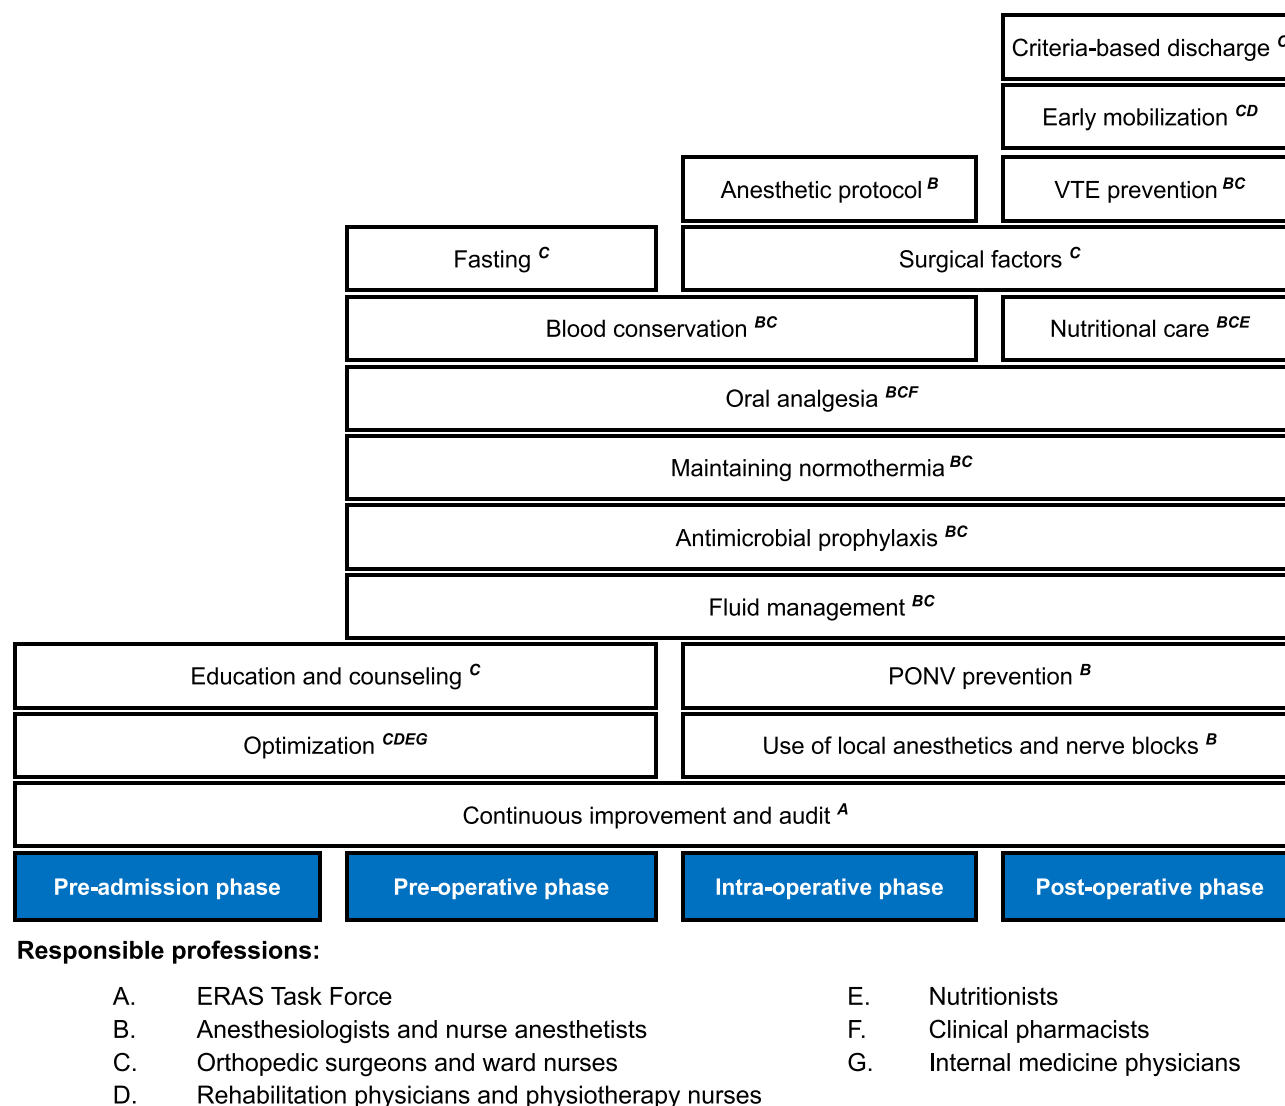 Criteria-based discharge C
Early mobilization CD
Anesthetic protocol B
VTE prevention BC
Fasting C
Surgical factors C
Blood conservation BC
Nutritional care BCE
Oral analgesia BCF
Maintaining normothermia BC
Antimicrobial prophylaxis BC
Fluid management BC
Education and counseling C
PONV prevention B
Optimization CDEG
Use of local anesthetics and nerve blocks B
Continuous improvement and audit A
Pre-admission phase
Pre-operative phase
Intra-operative phase
Post-operative phase
Responsible professions:
A. ERAS Task Force
B. Anesthesiologists and nurse anesthetists
C. Orthopedic surgeons and ward nurses
D. Rehabilitation physicians and physiotherapy nurses
E. Nutritionists
F. Clinical pharmacists
G. Internal medicine physicians